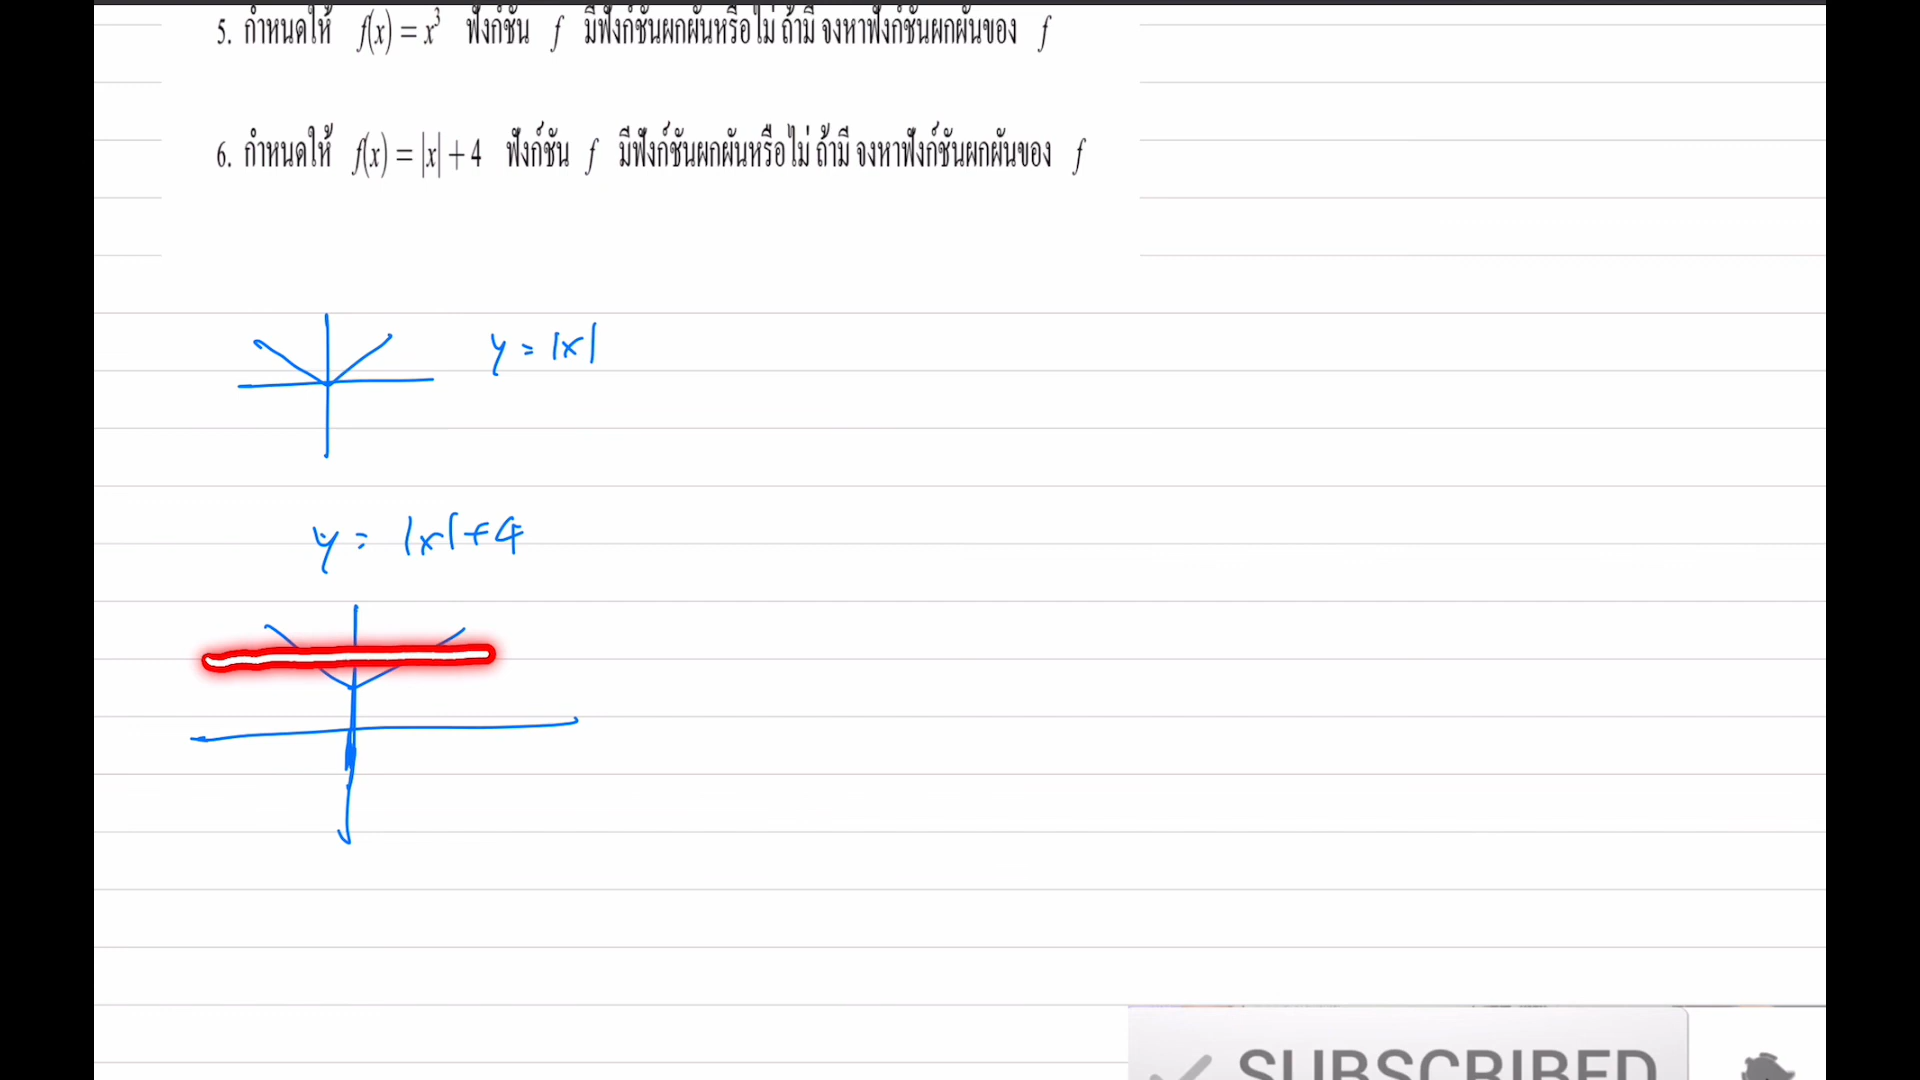 5. กำหนดให้ f(x) = x³ ฟังก์ชัน f มีฟังก์ชันผกผันหรือไม่ ถ้ามี จงหาฟังก์ชันผกผันของ f
6. กำหนดให้ f(x) = |x| + 4 ฟังก์ชัน f มีฟังก์ชันผกผันหรือไม่ ถ้ามี จงหาฟังก์ชันผกผันของ f
y = |x|
y = |x| + 4
SUBSCRIBED